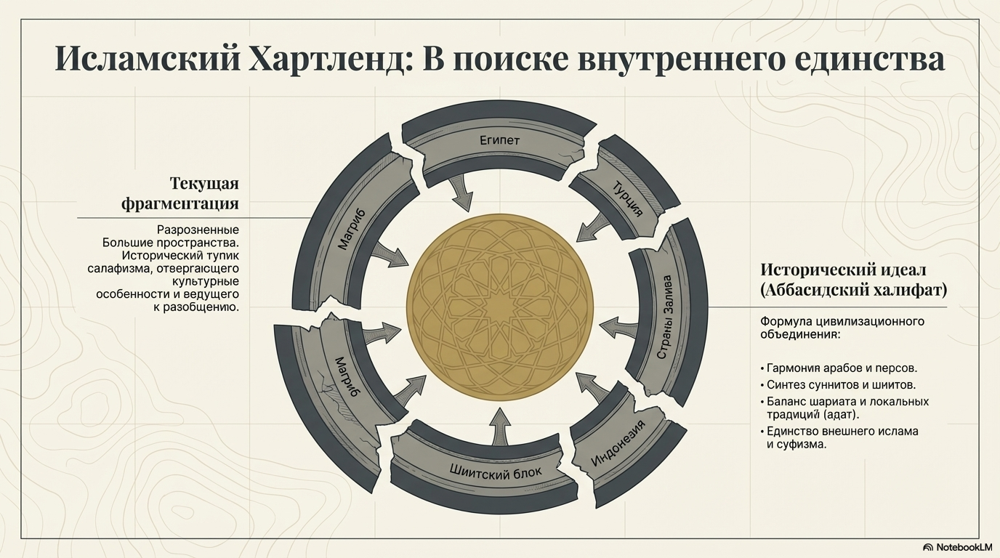 Исламский Хартленд: В поиске внутреннего единства
Текущая
фрагментация
Разрозненные
Большие пространства.
Исторический тупик
салафизма, отвергающего
культурные
особенности и ведущего
к разобщению.
Египет
Турция
Магриб
Страны Залива
Магриб
Индонезия
Шиитский блок
Исторический идеал
(Аббасидский халифат)
Формула цивилизационного
объединения:
• Гармония арабое и персов.
• Синтез суннитов и шиитов.
• Баланс шариата и локальных
традиций (адат).
• Единство внешнего ислама
и суфизма.
NotebookLM